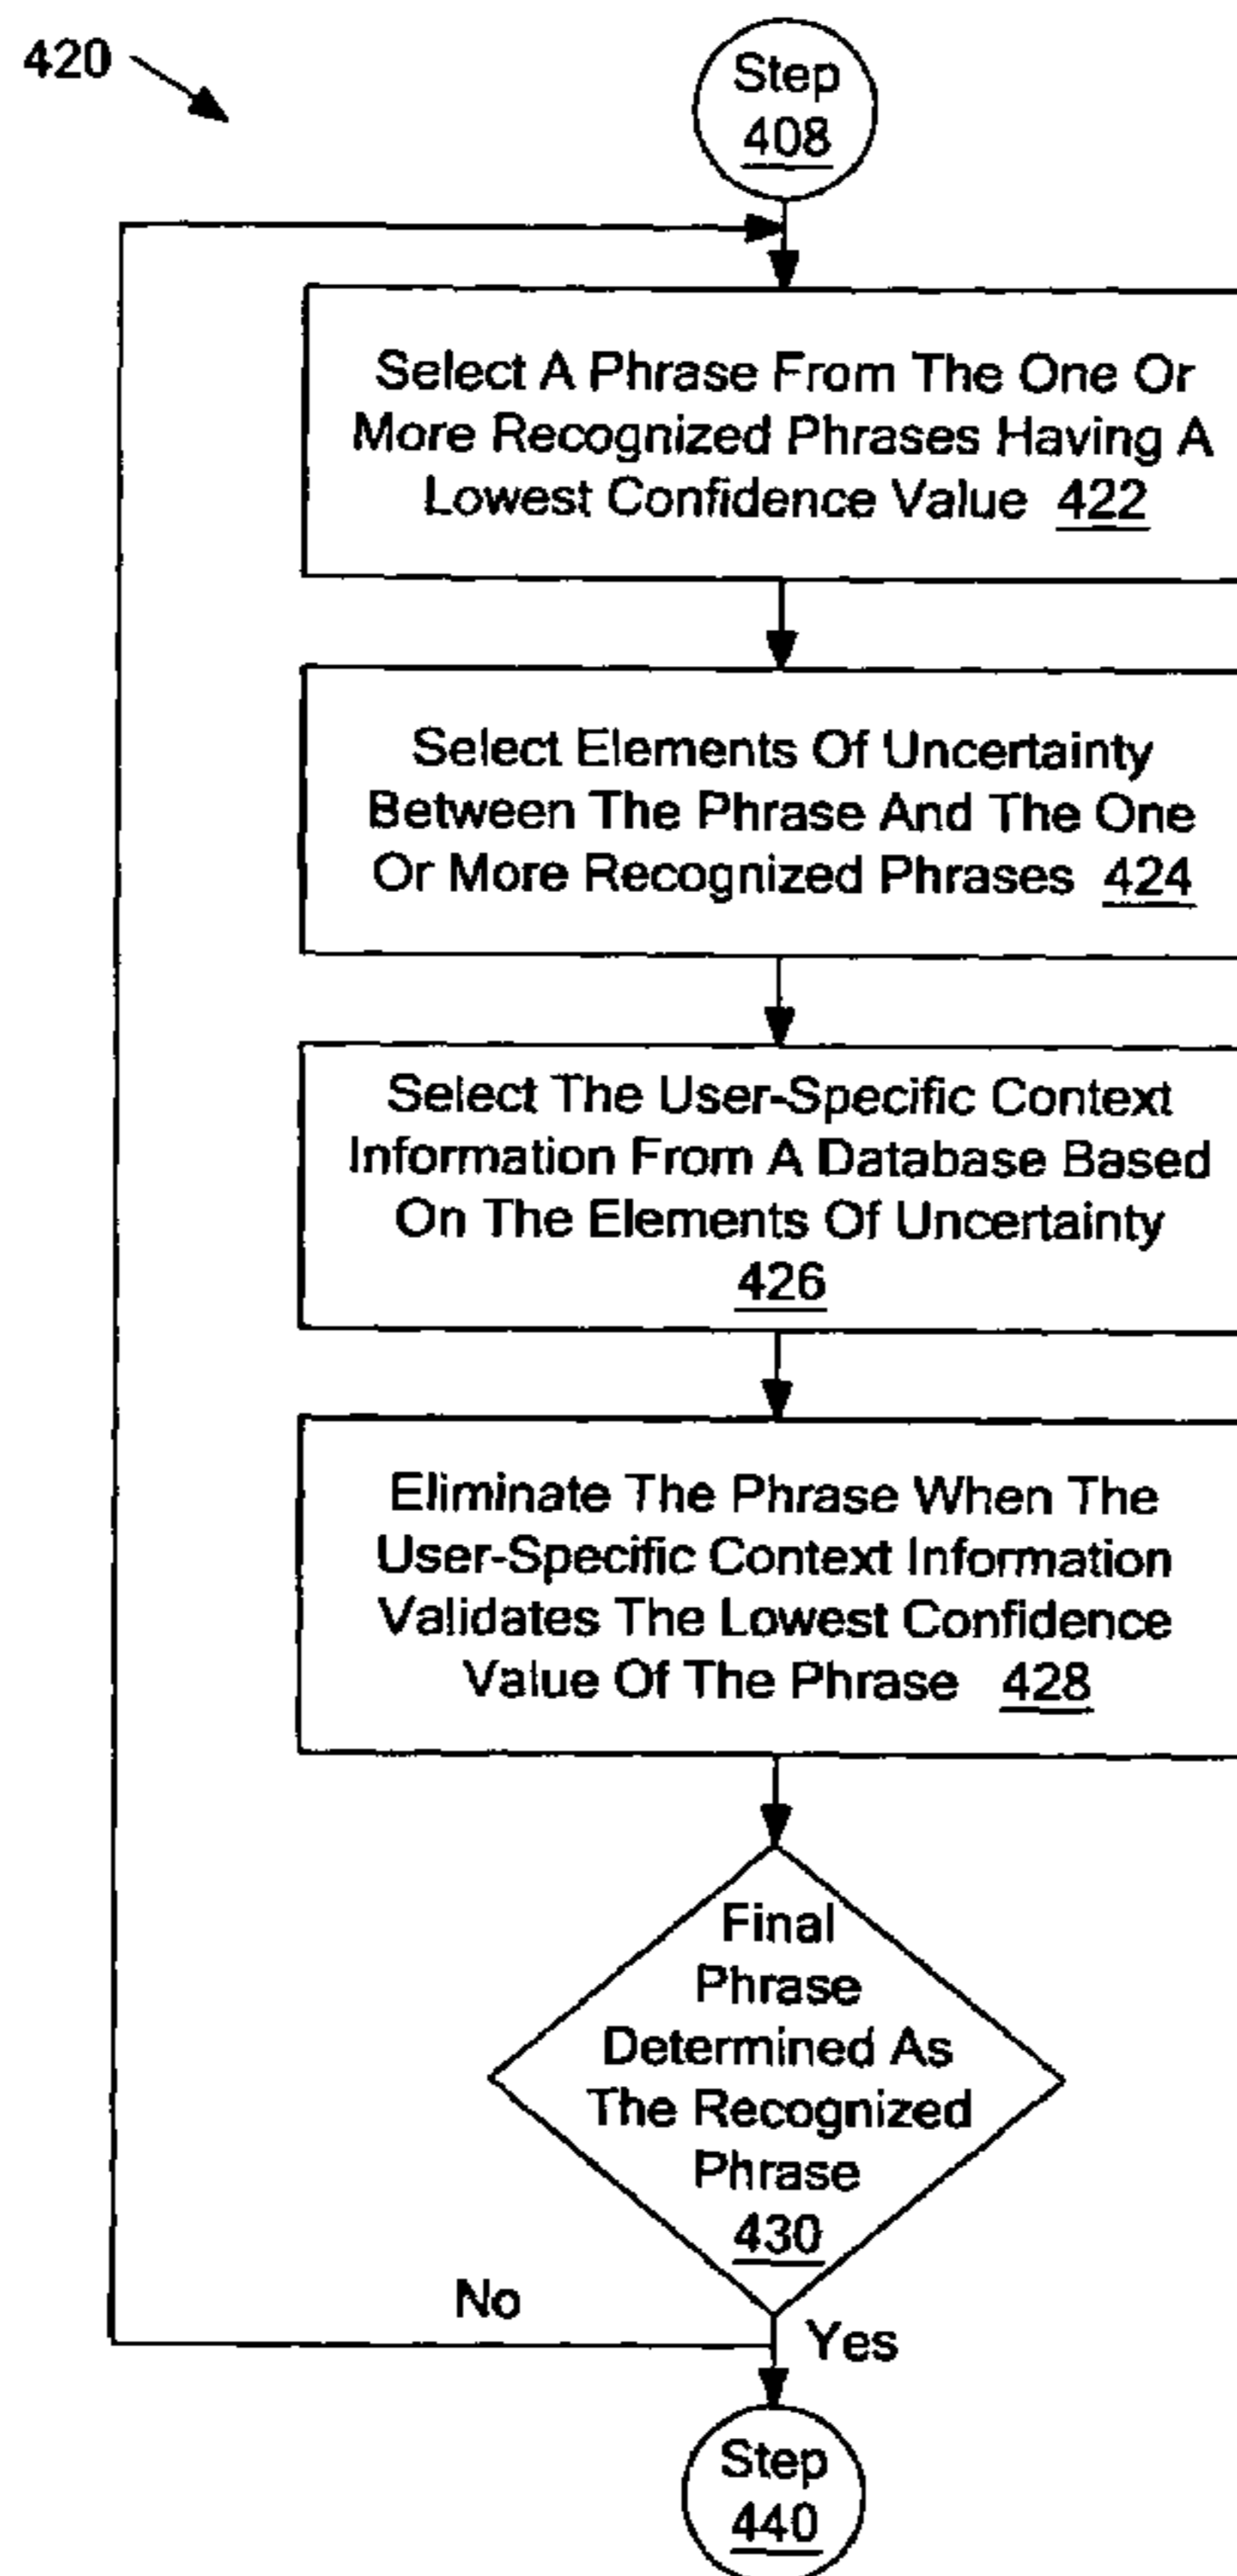 420
Step
408
Select A Phrase From The One Or
More Recognized Phrases Having A
Lowest Confidence Value 422
Select Elements Of Uncertainty
Between The Phrase And The One
Or More Recognized Phrases 424
Select The User-Specific Context
Information From A Database Based
On The Elements Of Uncertainty
426
Eliminate The Phrase When The
User-Specific Context Information
Validates The Lowest Confidence
Value Of The Phrase 428
Final
Phrase
Determined As
The Recognized
Phrase
430
No
Yes
Step
440